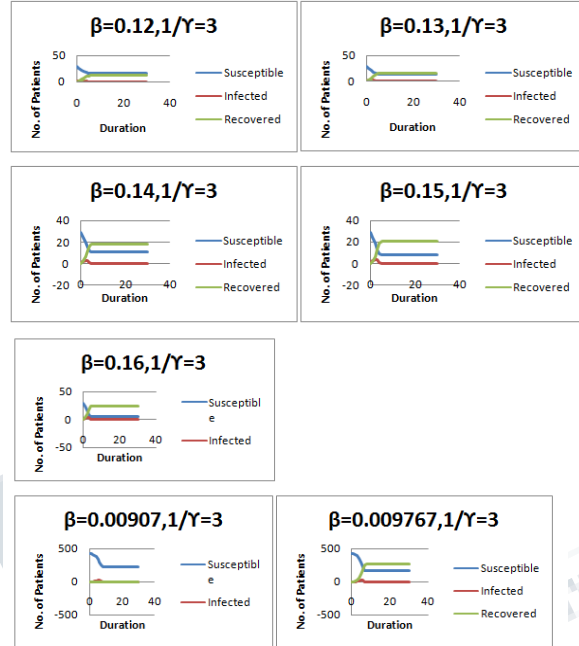 β=0.12,1/ϒ=3
No. of Patients
50
0
0 20 40
Duration
Susceptible
Infected
Recovered
β=0.13,1/ϒ=3
No. of Patients
50
0
0 20 40
Duration
Susceptible
Infected
Recovered
β=0.14,1/ϒ=3
No. of Patients
40
20
0
-20
0 20 40
Duration
Susceptible
Infected
Recovered
β=0.15,1/ϒ=3
No. of Patients
40
20
0
-20
0 20 40
Duration
Susceptible
Infected
Recovered
β=0.16,1/ϒ=3
No. of Patients
50
0
-50
0 20 40
Duration
Susceptibl
e
Infected
β=0.00907,1/ϒ=3
No. of Patients
500
0
-500
0 20 40
Duration
Susceptibl
e
Infected
β=0.009767,1/ϒ=3
No. of Patients
500
0
-500
0 20 40
Duration
Susceptible
Infected
Recovered